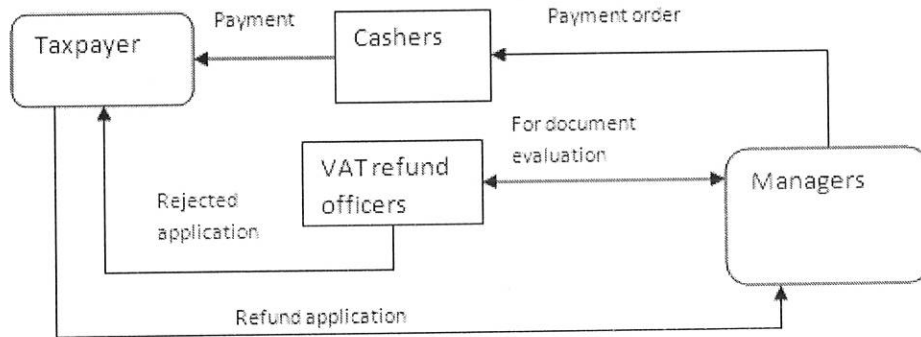 Payment
Payment order
Taxpayer
Cashers
For document
evaluation
VAT refund
officers
Managers
Rejected
application
Refund application